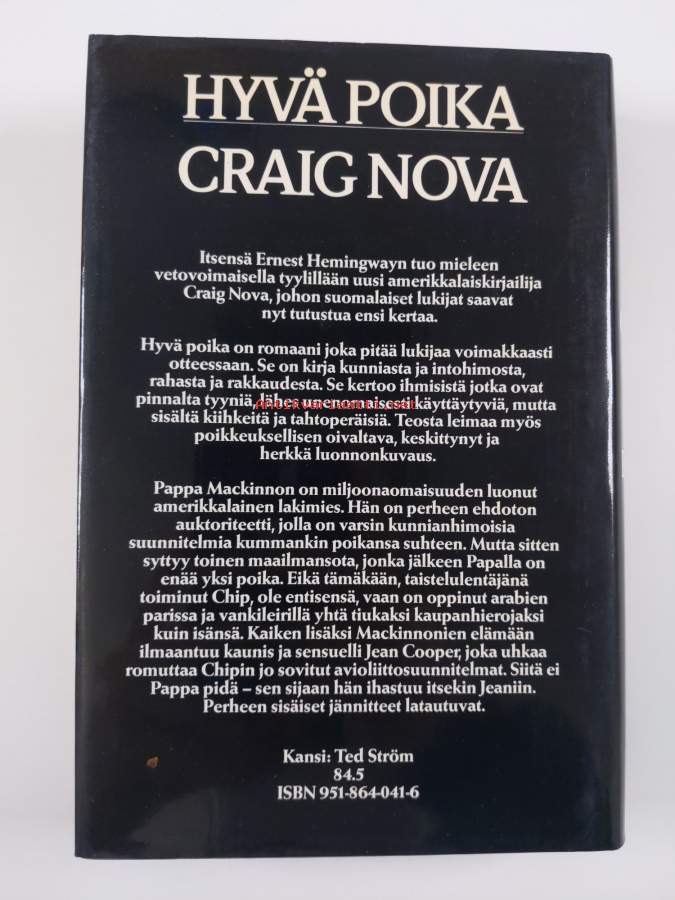 HYVÄ POIKA
CRAIG NOVA
Itsensä Ernest Hemingwayn tuo mieleen
vetovoimaisella tyylillään uusi amerikkalaiskirjailija
Craig Nova, johon suomalaiset lukijat saavat
nyt tutustua ensi kertaa.
Hyvä poika on romaani joka pitää lukijaa voimakkaasti
otteessaan. Se on kirja kunniasta ja intohimosta,
rahasta ja rakkaudesta. Se kertoo ihmisistä jotka ovat
pinnalta tyyniä, lähes unenomaisesti käyttäytyviä, mutta
sisältä kiihkeitä ja tahtoperäisiä. Teosta leimaa myös
poikkeuksellisen oivaltava, keskittynyt ja
herkkä luonnonkuvaus.
Pappa Mackinnon on miljoonaomaisuuden luonut
amerikkalainen lakimies. Hän on perheen ehdoton
auktoriteetti, jolla on varsin kunnianhimoisia
suunnitelmia kummankin poikansa suhteen. Mutta sitten
syttyy toinen maailmansota, jonka jälkeen Papalla on
enää yksi poika. Eikä tämäkään, taistelulentäjänä
toiminut Chip, ole entisensä, vaan on oppinut arabien
parissa ja vankileirillä yhtä tiukaksi kaupanhierojaksi
kuin isänsä. Kaiken lisäksi Mackinnonien elämään
ilmaantuu kaunis ja sensuelli Jean Cooper, joka uhkaa
romuttaa Chipin jo sovitut avioliittosuunnitelmat. Siitä ei
Pappa pidä – sen sijaan hän ihastuu itsekin Jeaniin.
Perheen sisäiset jännitteet latautuvat.
Kansi: Ted Ström
84.5
ISBN 951-864-041-6